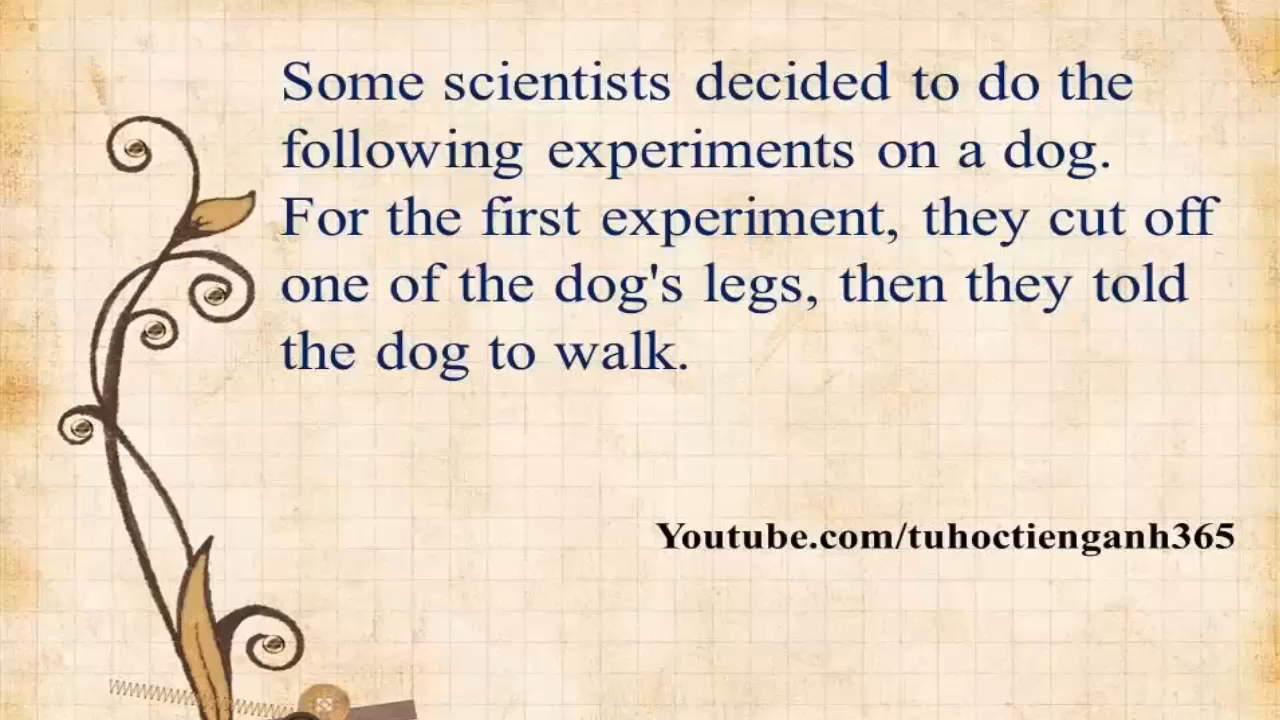 Some scientists decided to do the
following experiments on a dog.
For the first experiment, they cut off
one of the dog's legs, then they told
the dog to walk.
Youtube.com/tuhoctienganh365